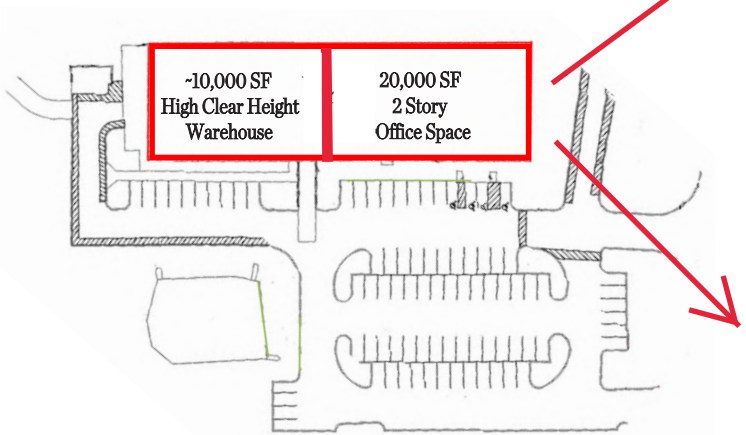 ~10,000 SF
High Clear Height
Warehouse
20,000 SF
2 Story
Office Space